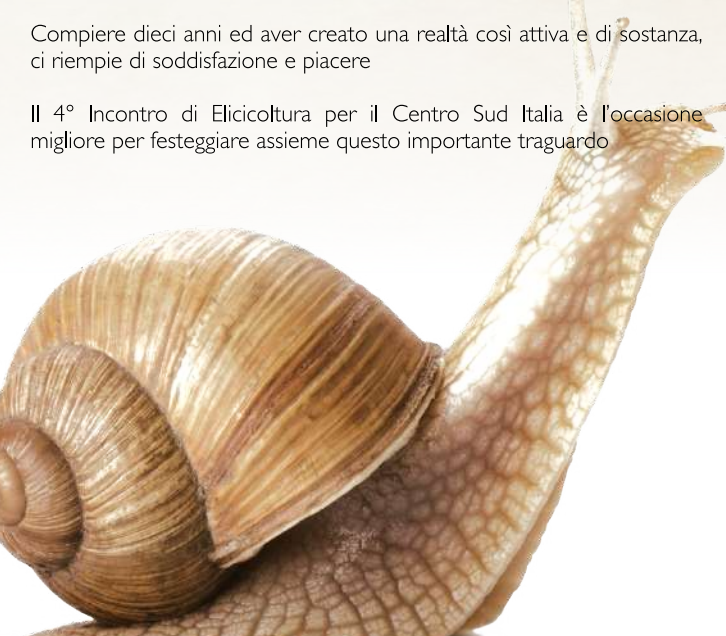 Compiere dieci anni ed aver creato una realtà così attiva e di sostanza,
ci riempie di soddisfazione e piacere
Il 4° Incontro di Elicicoltura per il Centro Sud Italia è l'occasione
migliore per festeggiare assieme questo importante traguardo